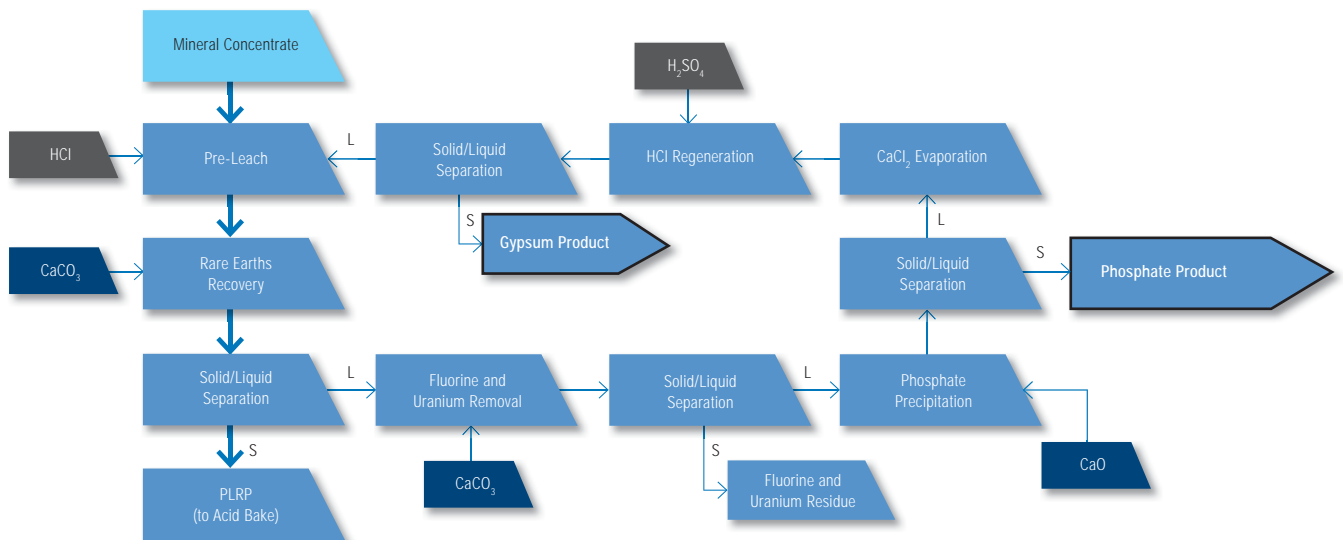 Mineral Concentrate
H₂SO₄
HCl
Pre-Leach
L
Solid/Liquid
Separation
HCl Regeneration
CaCl₂ Evaporation
S
Gypsum Product
L
CaCO₃
Rare Earths
Recovery
Solid/Liquid
Separation
S
Phosphate Product
Solid/Liquid
Separation
L
Fluorine and
Uranium Removal
Solid/Liquid
Separation
L
Phosphate
Precipitation
S
PLRP
(to Acid Bake)
CaCO₃
S
Fluorine and
Uranium Residue
CaO